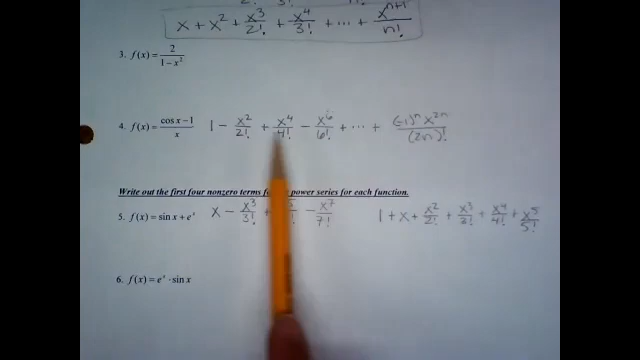 x + x² + x³/2! + x⁴/3! + ⋯ + xⁿ⁺¹/n!
3. f(x) = 2/(1 − x²)
4. f(x) = (cos x − 1)/x 1 − x²/2! + x⁴/4! − x⁶/6! + ⋯ + (-1)ⁿ x²ⁿ/(2n)!
Write out the first four nonzero terms power series for each function.
5. f(x) = sin x + eˣ x − x³/3! + − x⁷/7! 1 + x + x²/2! + x³/3! + x⁴/4! + x⁵/5!
6. f(x) = eˣ · sin x